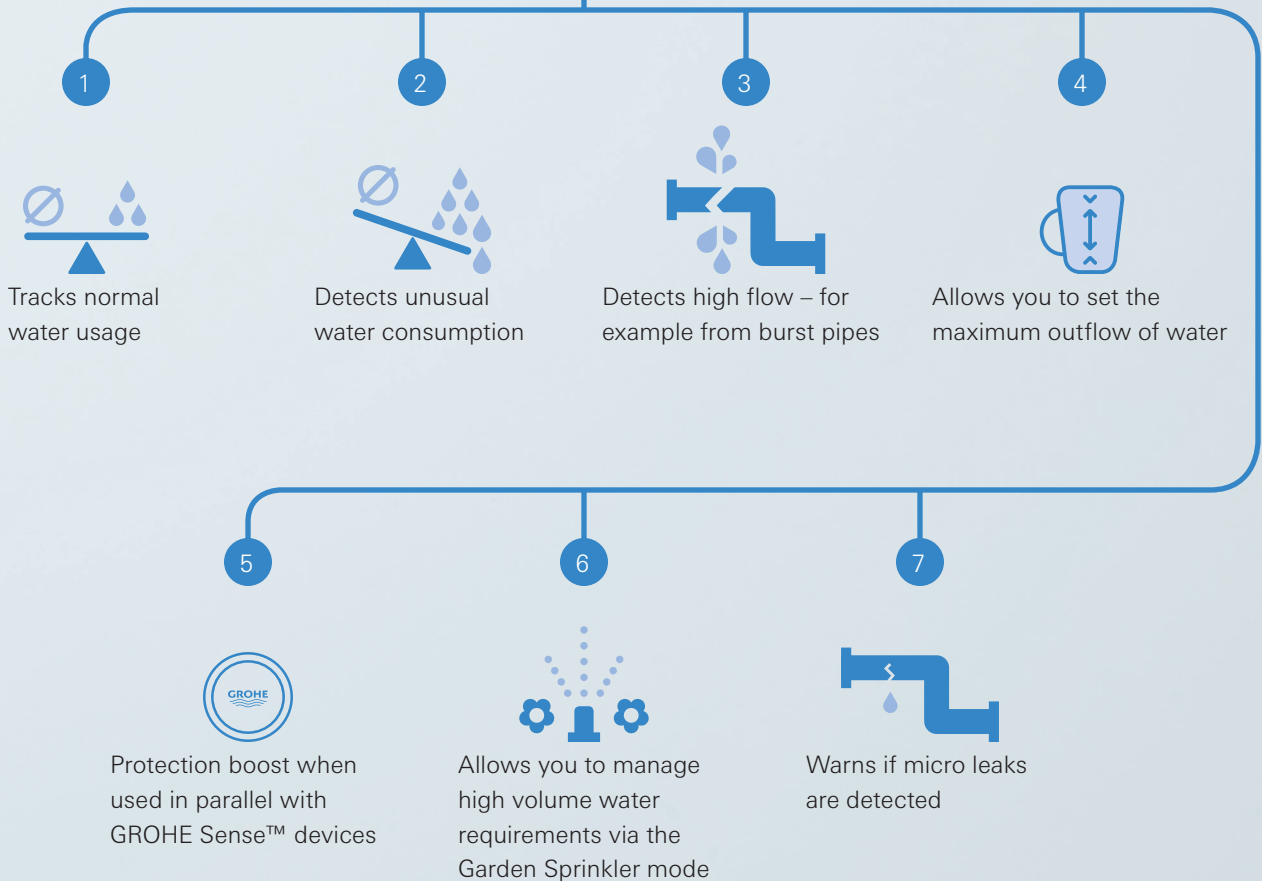 1
2
3
4
Tracks normal
water usage
Detects unusual
water consumption
Detects high flow – for
example from burst pipes
Allows you to set the
maximum outflow of water
5
6
7
GROHE
Protection boost when
used in parallel with
GROHE Sense™ devices
Allows you to manage
high volume water
requirements via the
Garden Sprinkler mode
Warns if micro leaks
are detected